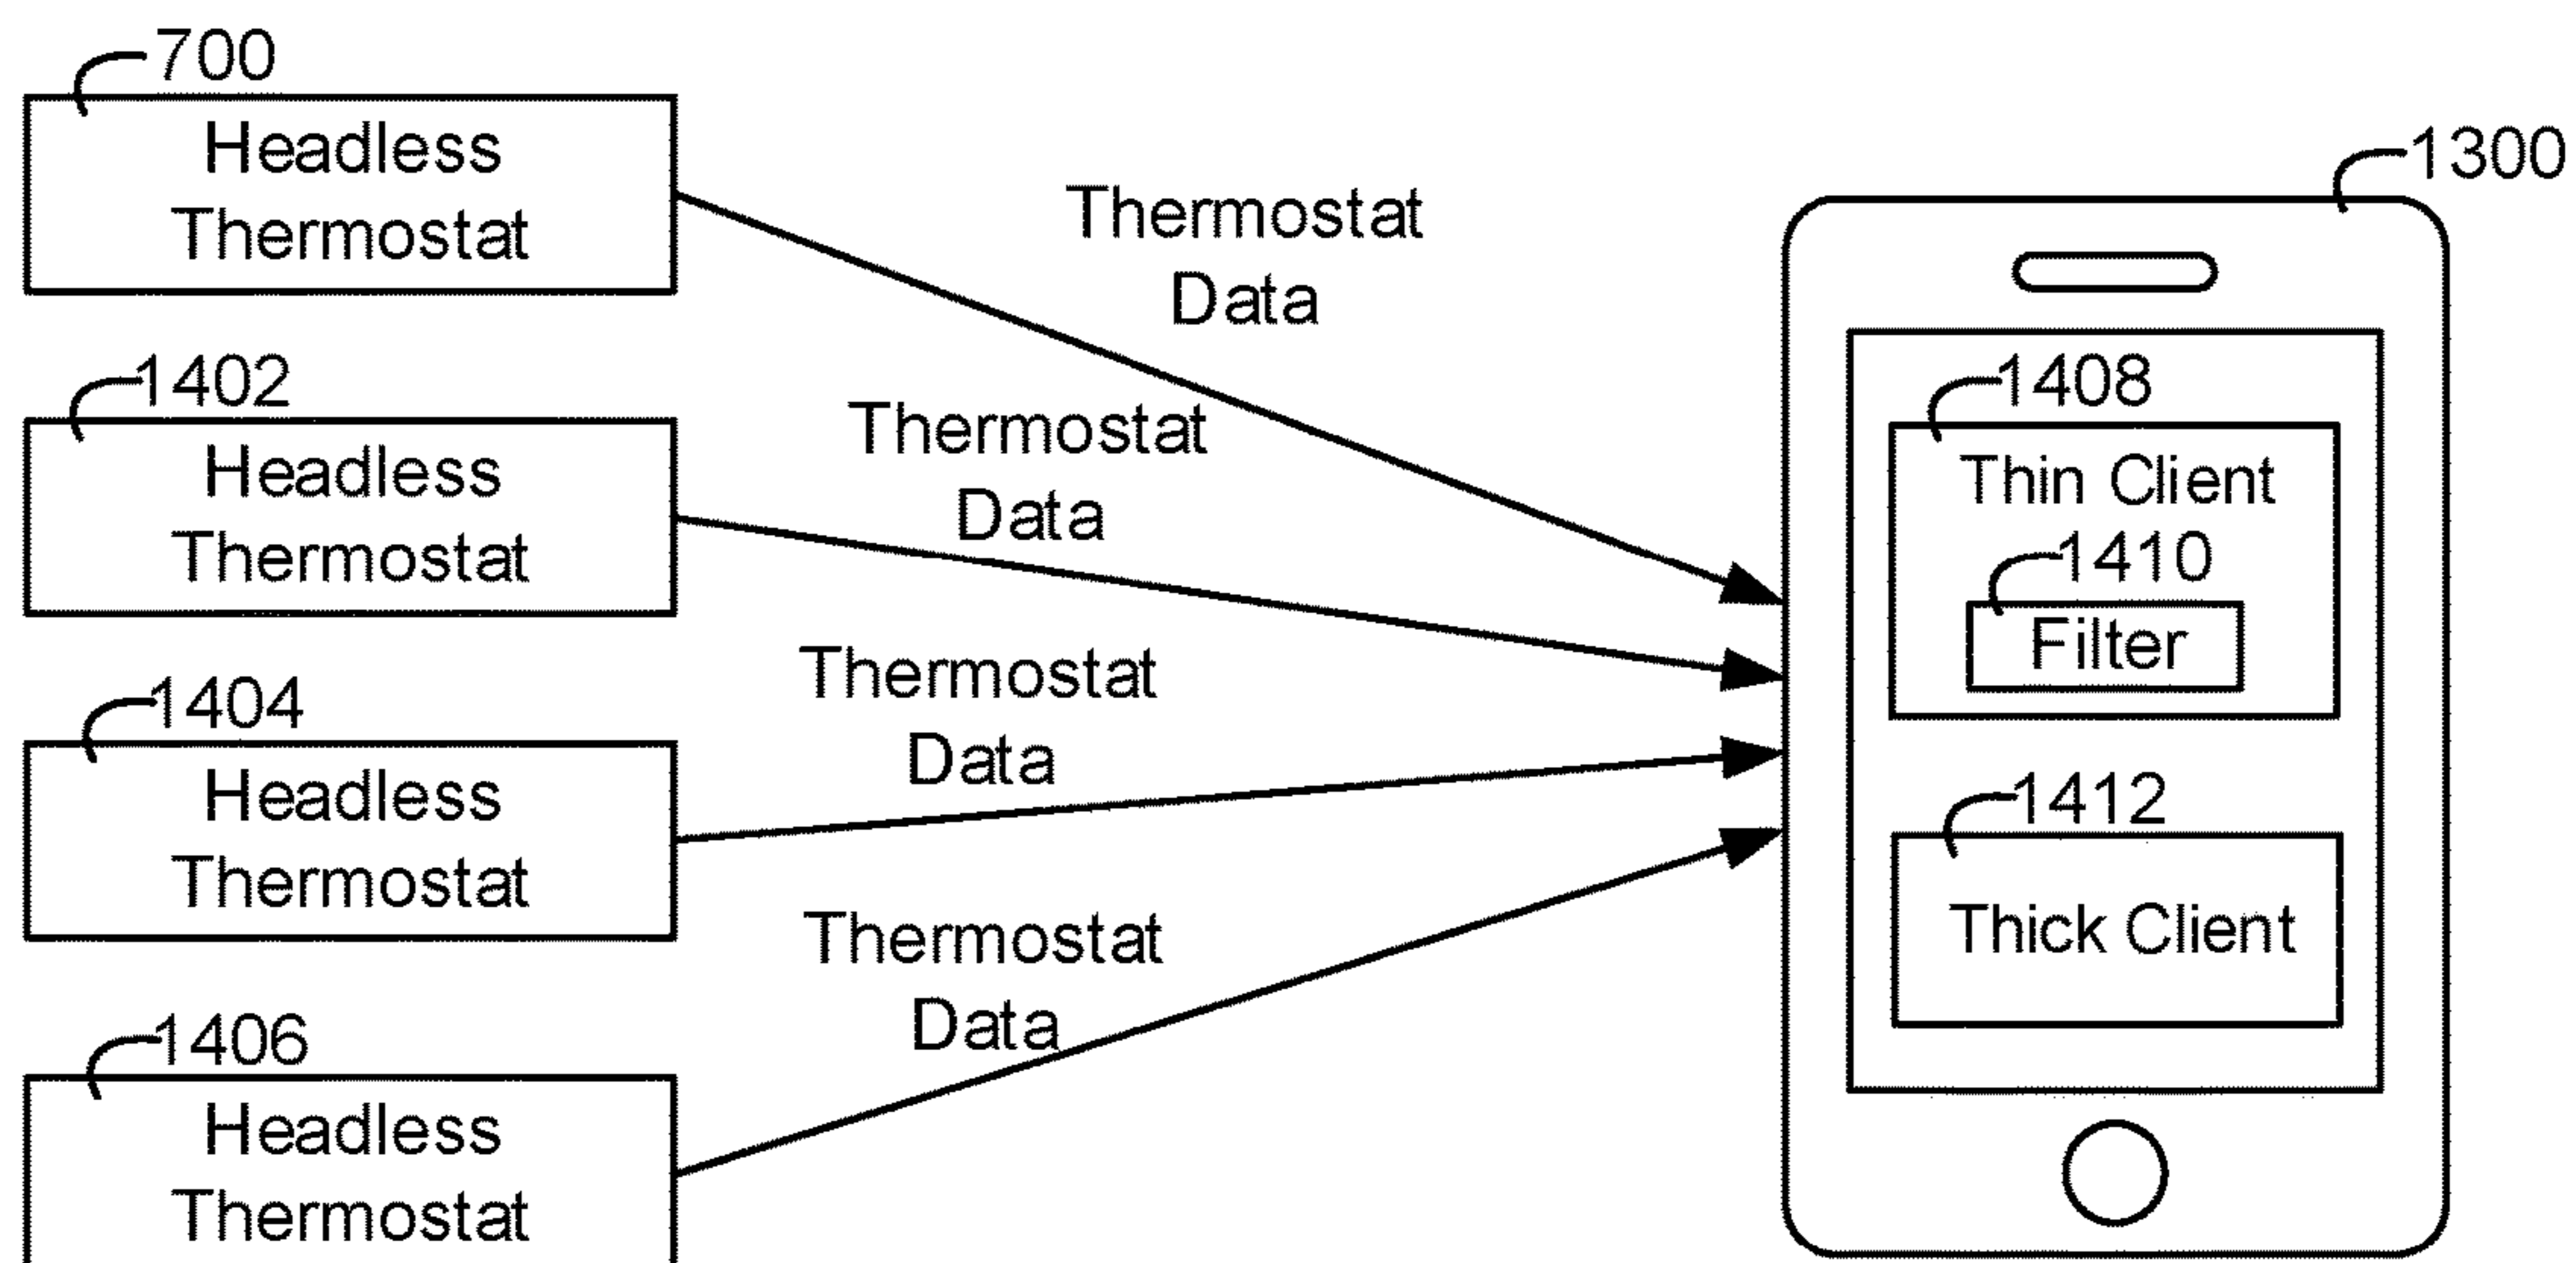 700
Headless
Thermostat
1402
Headless
Thermostat
1404
Headless
Thermostat
1406
Headless
Thermostat
Thermostat
Data
Thermostat
Data
Thermostat
Data
Thermostat
Data
1300
1408
Thin Client
1410
Filter
1412
Thick Client